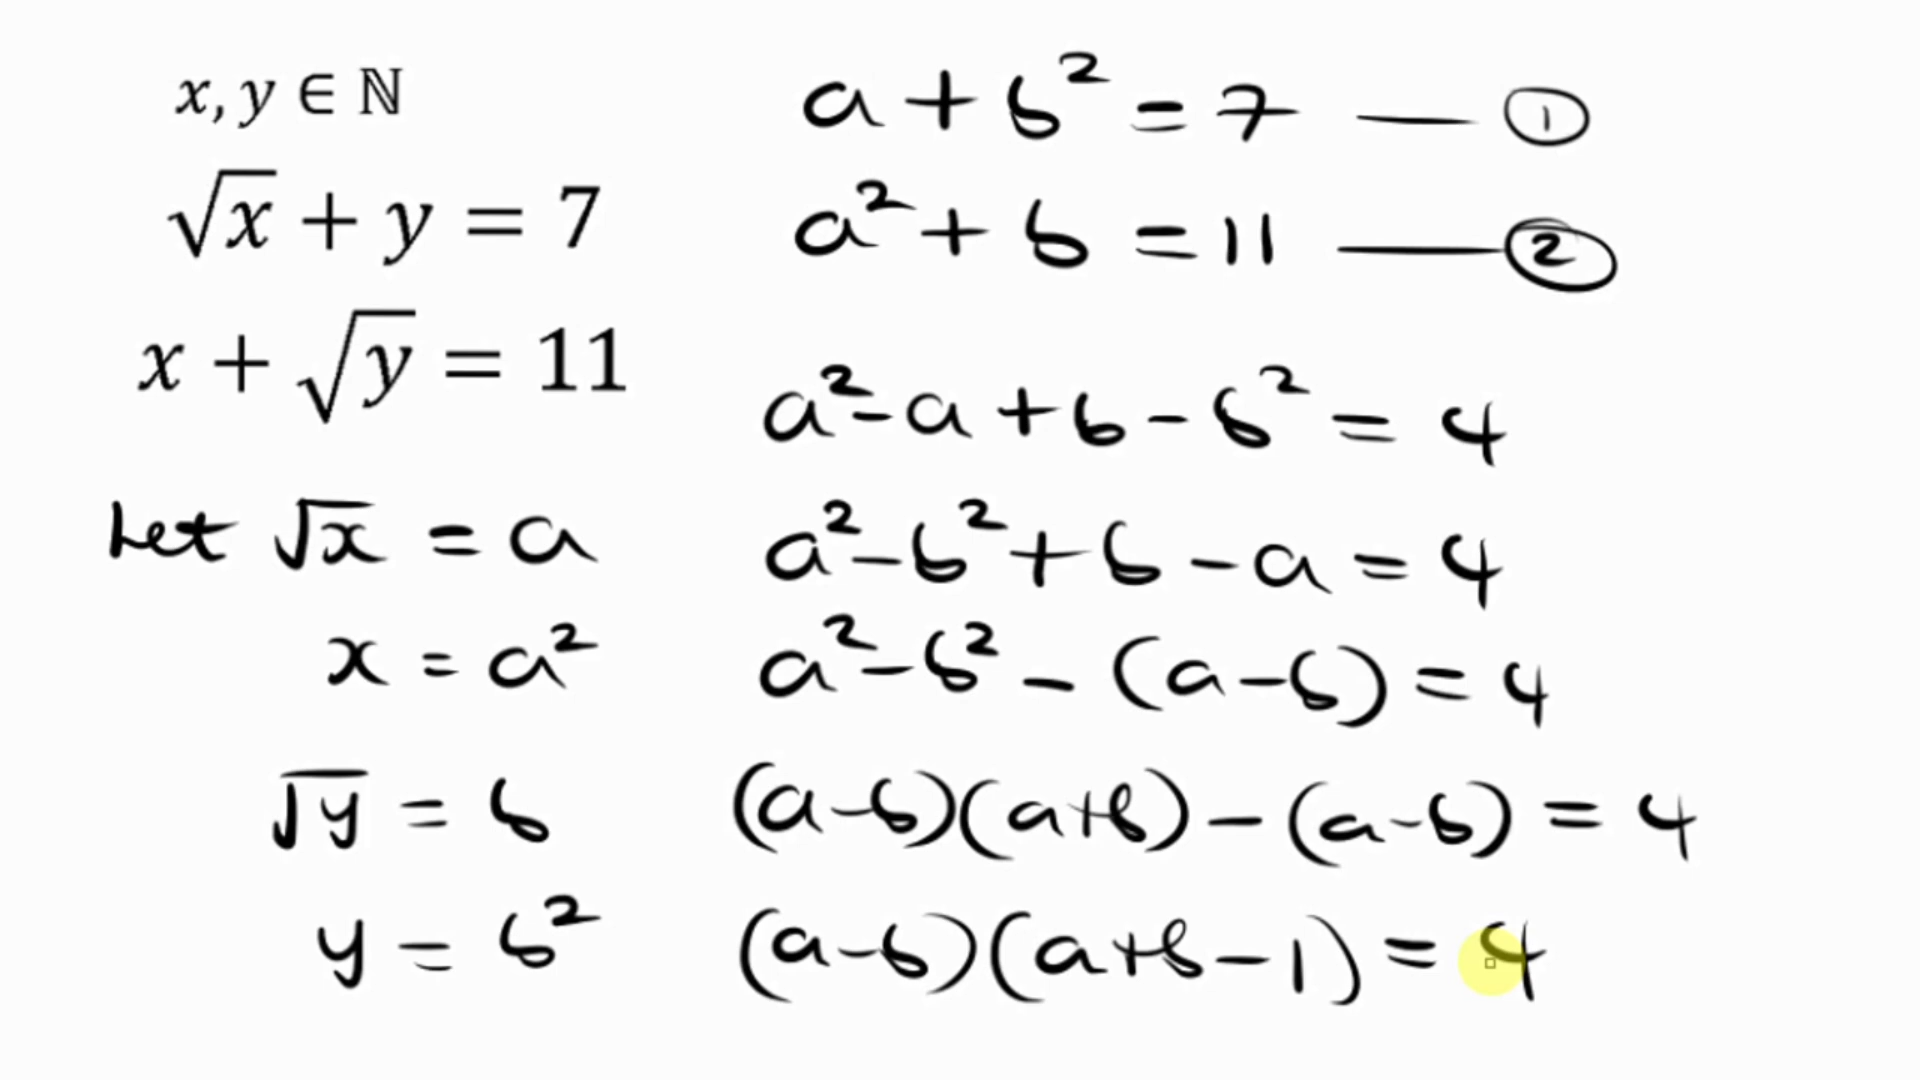 x, y ∈ ℕ
√x + y = 7
x + √y = 11
Let √x = a
x = a²
√y = b
y = b²
a + b² = 7 — ①
a² + b = 11 — ②
a² - a + b - b² = 4
a² - b² + b - a = 4
a² - b² - (a - b) = 4
(a - b)(a + b) - (a - b) = 4
(a - b)(a + b - 1) = 4